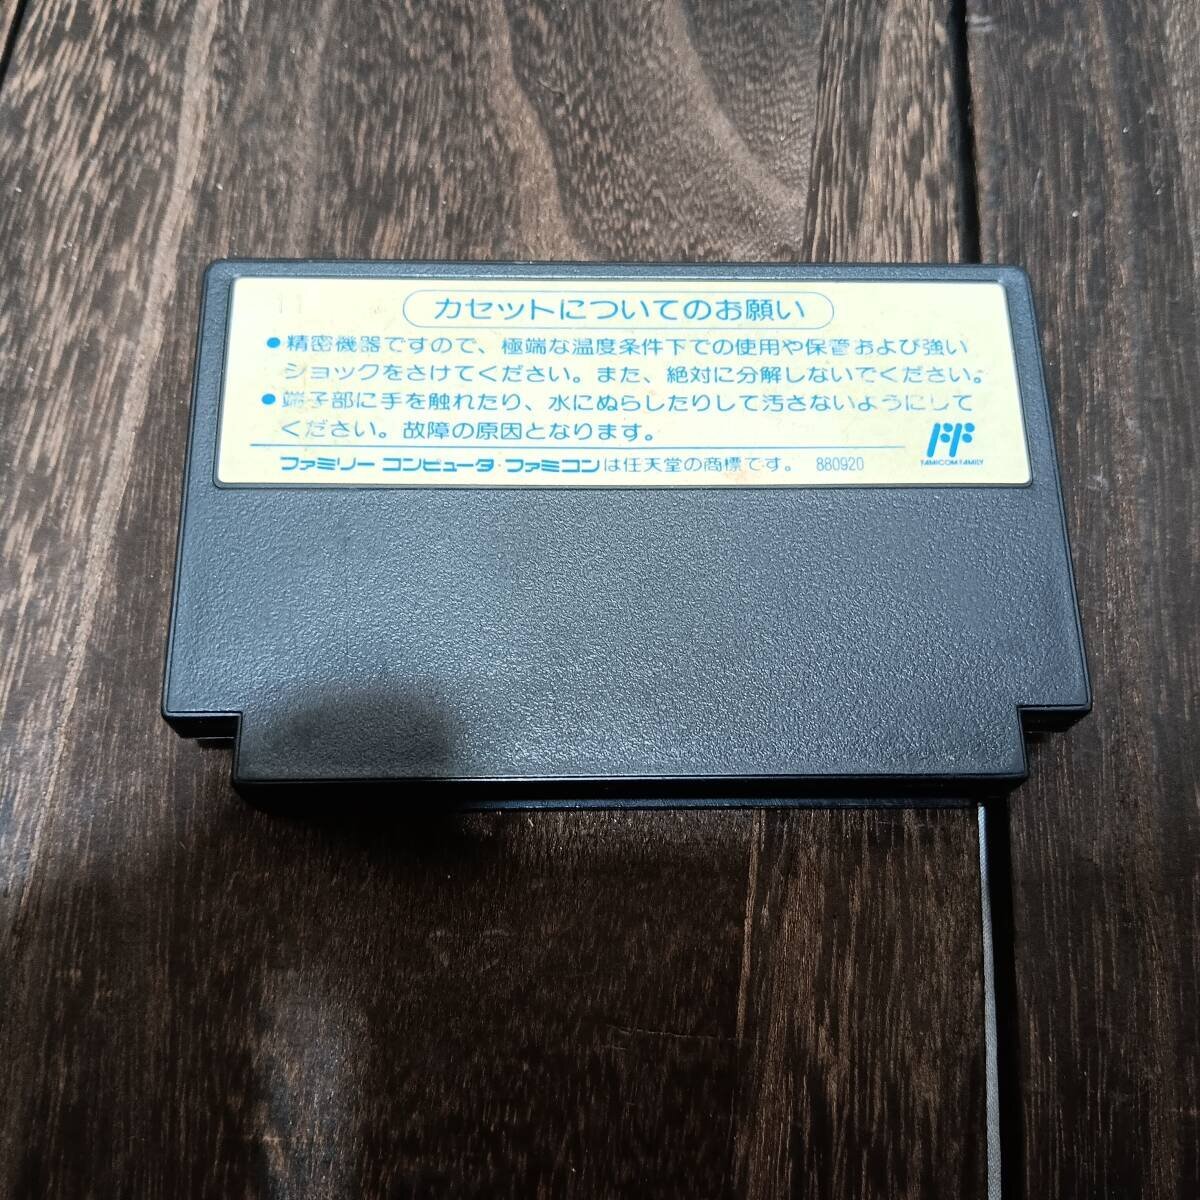 カセットについてのお願い
●精密機器ですので、極端な温度条件下での使用や保管および強い
ショックをさけてください。また、絶対に分解しないでください。
●端子部に手を触れたり、水にぬらしたりして汚さないようにして
ください。故障の原因となります。
ファミリーコンピュータ・ファミコンは任天堂の商標です。 880920
FF
FAMICOM FAMILY